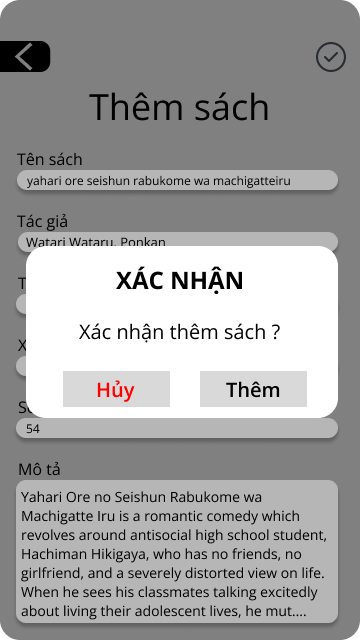 Thêm sách
Tên sách
yahari ore seishun rabukome wa machigatteiru
Tác giả
Watari Wataru, Ponkan
XÁC NHẬN
Xác nhận thêm sách ?
Hủy
Thêm
54
Mô tả
Yahari Ore no Seishun Rabukome wa
Machigatte Iru is a romantic comedy which
revolves around antisocial high school student,
Hachiman Hikigaya, who has no friends, no
girlfriend, and a severely distorted view on life.
When he sees his classmates talking excitedly
about living their adolescent lives, he mut....